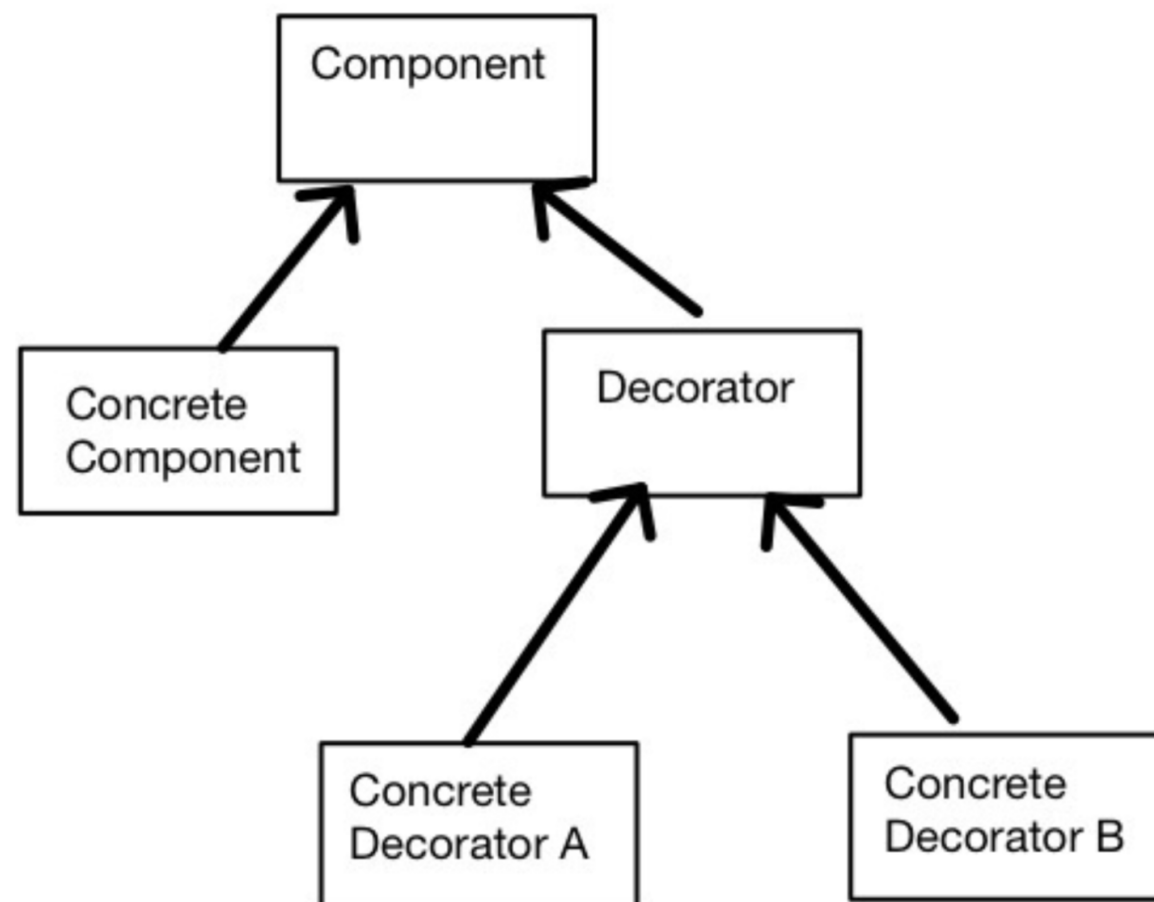 Component
Concrete
Component
Decorator
Concrete
Decorator A
Concrete
Decorator B